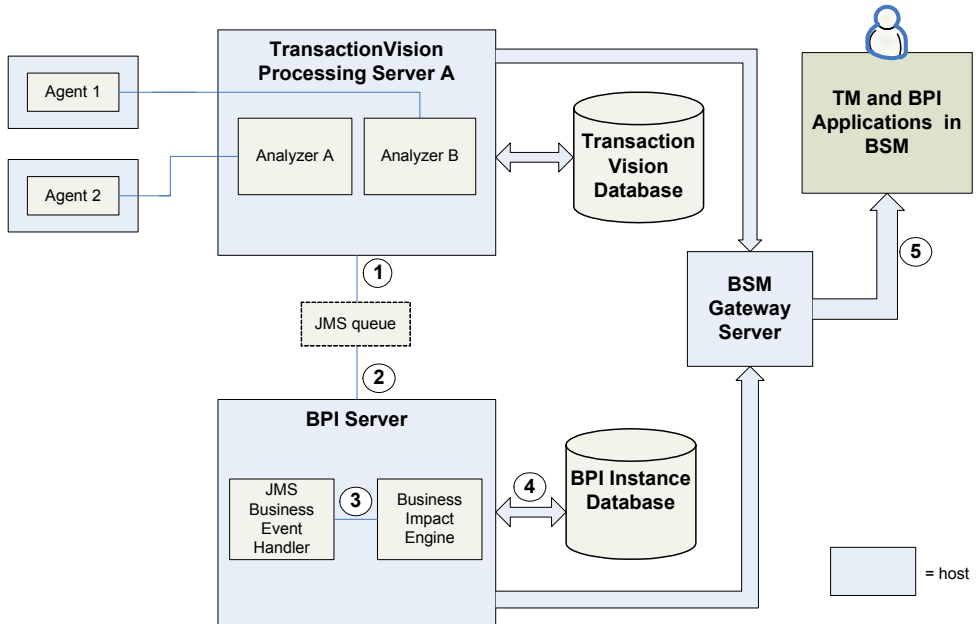 TransactionVision
Processing Server A
Agent 1
Agent 2
Analyzer A
Analyzer B
Transaction
Vision
Database
TM and BPI
Applications in
BSM
1
JMS queue
2
BSM
Gateway
Server
5
BPI Server
JMS
Business
Event
Handler
3
Business
Impact
Engine
4
BPI Instance
Database
= host